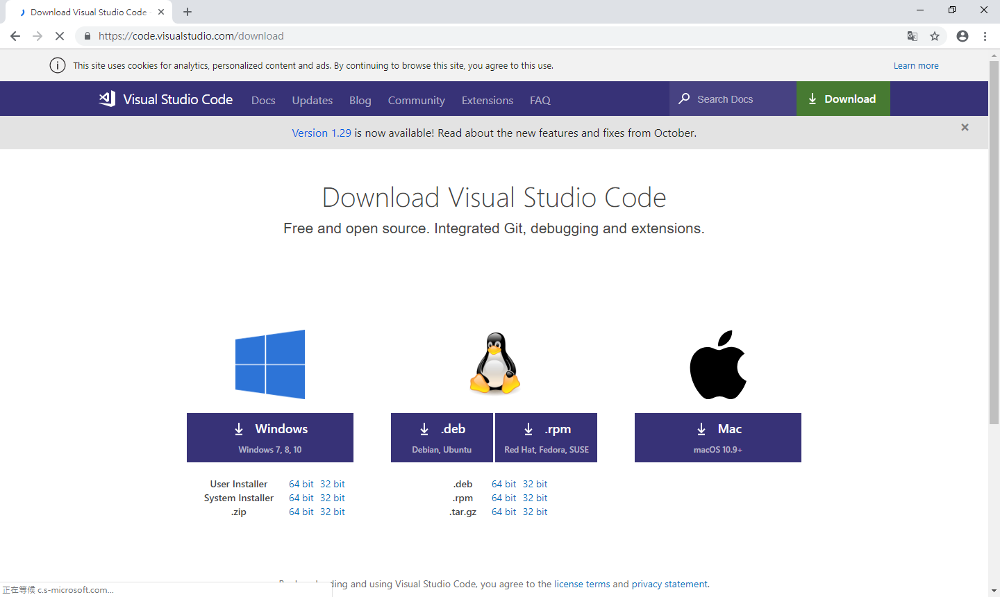 Download Visual Studio Code -
https://code.visualstudio.com/download
This site uses cookies for analytics, personalized content and ads. By continuing to browse this site, you agree to this use.
Learn more
Visual Studio Code
Docs
Updates
Blog
Community
Extensions
FAQ
Search Docs
Download
Version 1.29 is now available! Read about the new features and fixes from October.
Download Visual Studio Code
Free and open source. Integrated Git, debugging and extensions.
Windows
Windows 7, 8, 10
.deb
Debian, Ubuntu
.rpm
Red Hat, Fedora, SUSE
Mac
macOS 10.9+
User Installer 64 bit 32 bit
System Installer 64 bit 32 bit
.zip 64 bit 32 bit
.deb 64 bit 32 bit
.rpm 64 bit 32 bit
.tar.gz 64 bit 32 bit
and using Visual Studio Code, you agree to the license terms and privacy statement.
正在等候 c.s-microsoft.com...